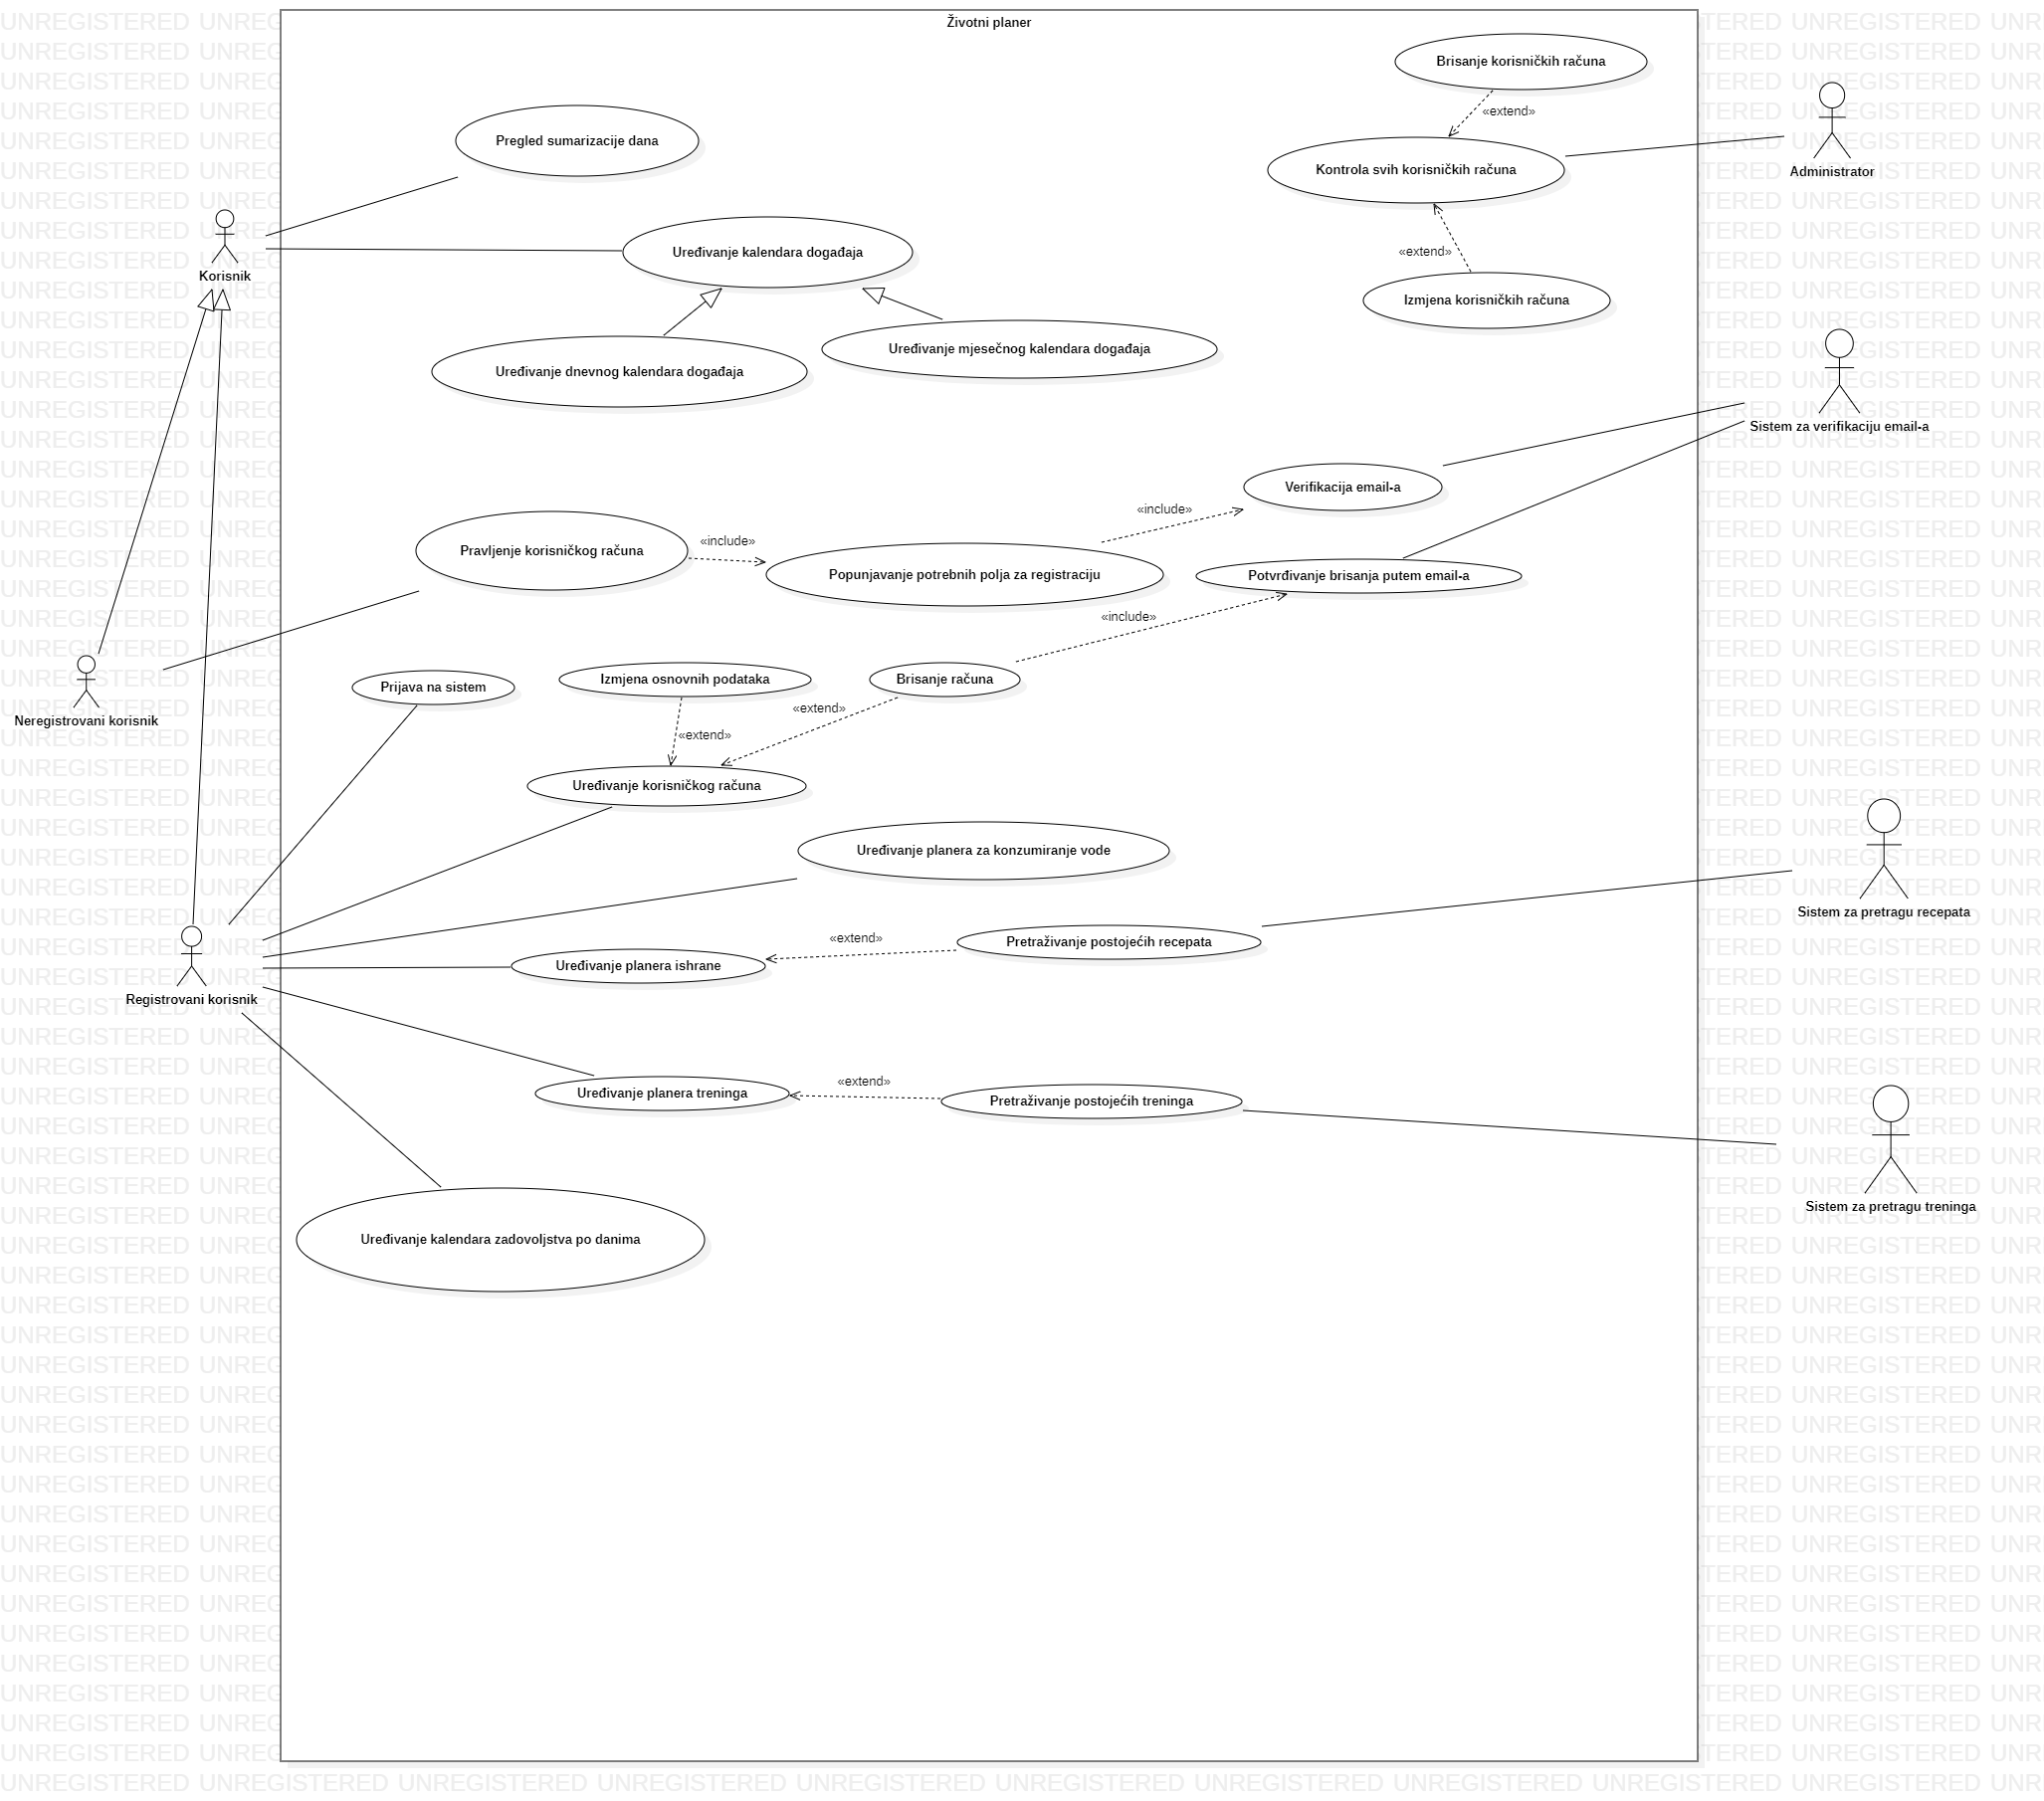 Životni planer
Brisanje korisničkih računa
«extend»
Pregled sumarizacije dana
Kontrola svih korisničkih računa
Administrator
Korisnik
Uređivanje kalendara događaja
«extend»
Izmjena korisničkih računa
Uređivanje dnevnog kalendara događaja
Uređivanje mjesečnog kalendara događaja
Sistem za verifikaciju email-a
Verifikacija email-a
«include»
Pravljenje korisničkog računa
«include»
Popunjavanje potrebnih polja za registraciju
Potvrđivanje brisanja putem email-a
«include»
Neregistrovani korisnik
Prijava na sistem
Izmjena osnovnih podataka
Brisanje računa
«extend»
«extend»
Uređivanje korisničkog računa
Uređivanje planera za konzumiranje vode
Sistem za pretragu recepata
Registrovani korisnik
Uređivanje planera ishrane
«extend»
Pretraživanje postojećih recepata
Uređivanje planera treninga
«extend»
Pretraživanje postojećih treninga
Sistem za pretragu treninga
Uređivanje kalendara zadovoljstva po danima
UNREGISTERED UNREGISTERED UNREGISTERED UNREGISTERED UNREGISTERED UNREGISTERED UNREGISTERED UNREGISTERED UNREGISTERED UNREGISTERED UNR